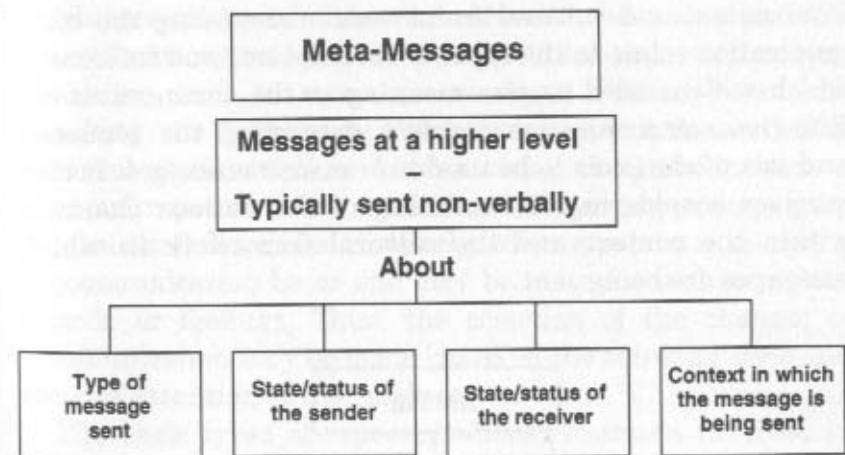 Meta-Messages
Messages at a higher level
–
Typically sent non-verbally
About
Type of
message
sent
State/status of
the sender
State/status of
the receiver
Context in which
the message is
being sent